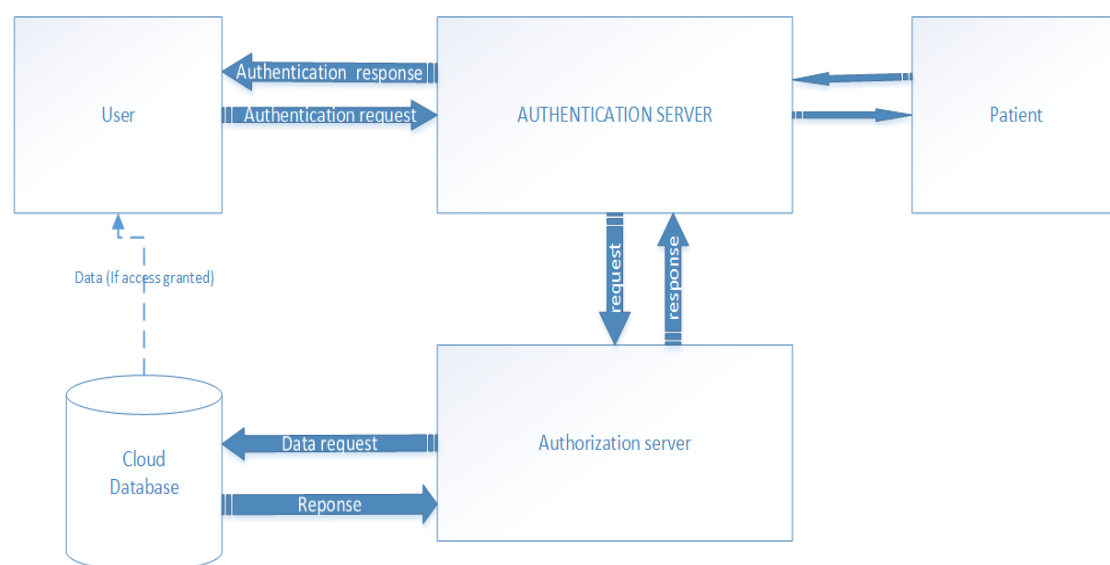 Authentication response
User
Authentication request
AUTHENTICATION SERVER
Patient
request
response
Data (If access granted)
Cloud
Database
Data request
Authorization server
Reponse